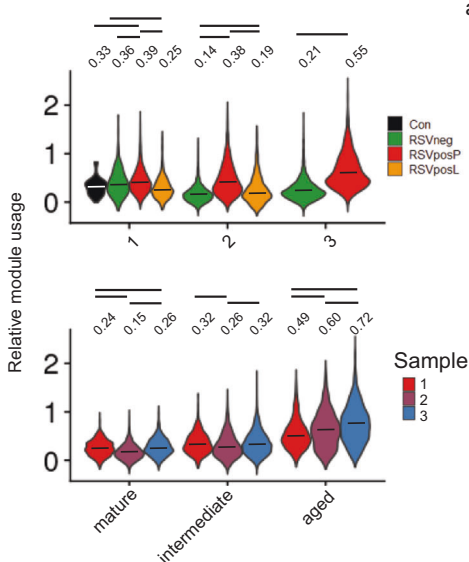 a
0.33 0.36 0.39 0.25 0.14 0.38 0.19 0.21 0.55
2
1
0
Con
RSVneg
RSVposP
RSVposL
1 2 3
Relative module usage
0.24 0.15 0.26 0.32 0.26 0.32 0.49 0.60 0.72
2
1
0
Sample
1
2
3
mature intermediate aged